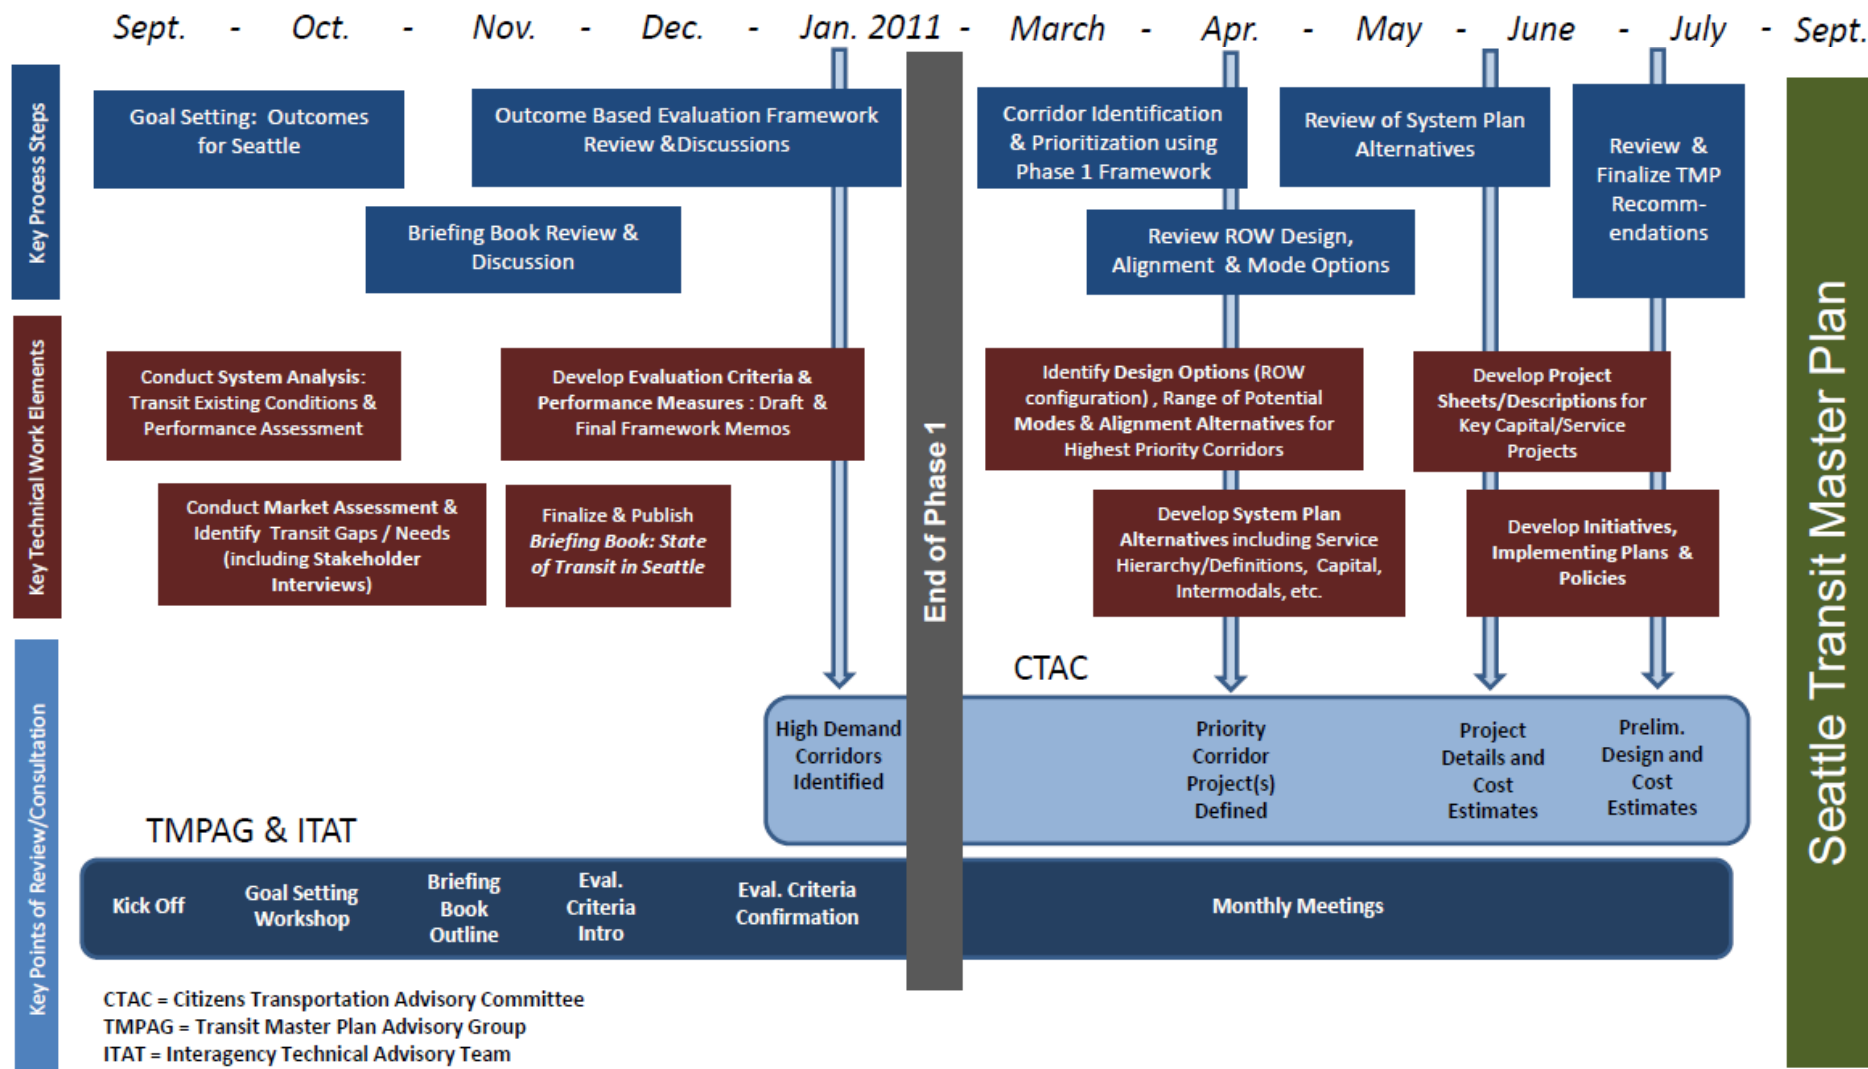 Sept. - Oct. - Nov. - Dec. - Jan. 2011 - March - Apr. - May - June - July - Sept.
Key Process Steps
Goal Setting: Outcomes
for Seattle
Outcome Based Evaluation Framework
Review &Discussions
Briefing Book Review &
Discussion
Corridor Identification
& Prioritization using
Phase 1 Framework
Review of System Plan
Alternatives
Review ROW Design,
Alignment & Mode Options
Review &
Finalize TMP
Recomm-
endations
Key Technical Work Elements
Conduct System Analysis:
Transit Existing Conditions &
Performance Assessment
Develop Evaluation Criteria &
Performance Measures : Draft &
Final Framework Memos
Conduct Market Assessment &
Identify Transit Gaps / Needs
(including Stakeholder
Interviews)
Finalize & Publish
Briefing Book: State
of Transit in Seattle
End of Phase 1
Identify Design Options (ROW
configuration) , Range of Potential
Modes & Alignment Alternatives for
Highest Priority Corridors
Develop Project
Sheets/Descriptions for
Key Capital/Service
Projects
Develop System Plan
Alternatives including Service
Hierarchy/Definitions, Capital,
Intermodals, etc.
Develop Initiatives,
Implementing Plans &
Policies
Key Points of Review/Consultation
CTAC
High Demand
Corridors
Identified
Priority
Corridor
Project(s)
Defined
Project
Details and
Cost
Estimates
Prelim.
Design and
Cost
Estimates
TMPAG & ITAT
Kick Off
Goal Setting
Workshop
Briefing
Book
Outline
Eval.
Criteria
Intro
Eval. Criteria
Confirmation
Monthly Meetings
CTAC = Citizens Transportation Advisory Committee
TMPAG = Transit Master Plan Advisory Group
ITAT = Interagency Technical Advisory Team
Seattle Transit Master Plan